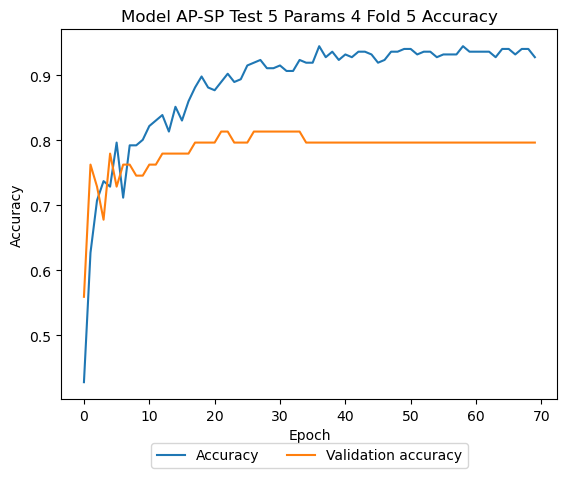 Model AP-SP Test 5 Params 4 Fold 5 Accuracy
Accuracy
0.9
0.8
0.7
0.6
0.5
0 10 20 30 40 50 60 70
Epoch
Accuracy Validation accuracy